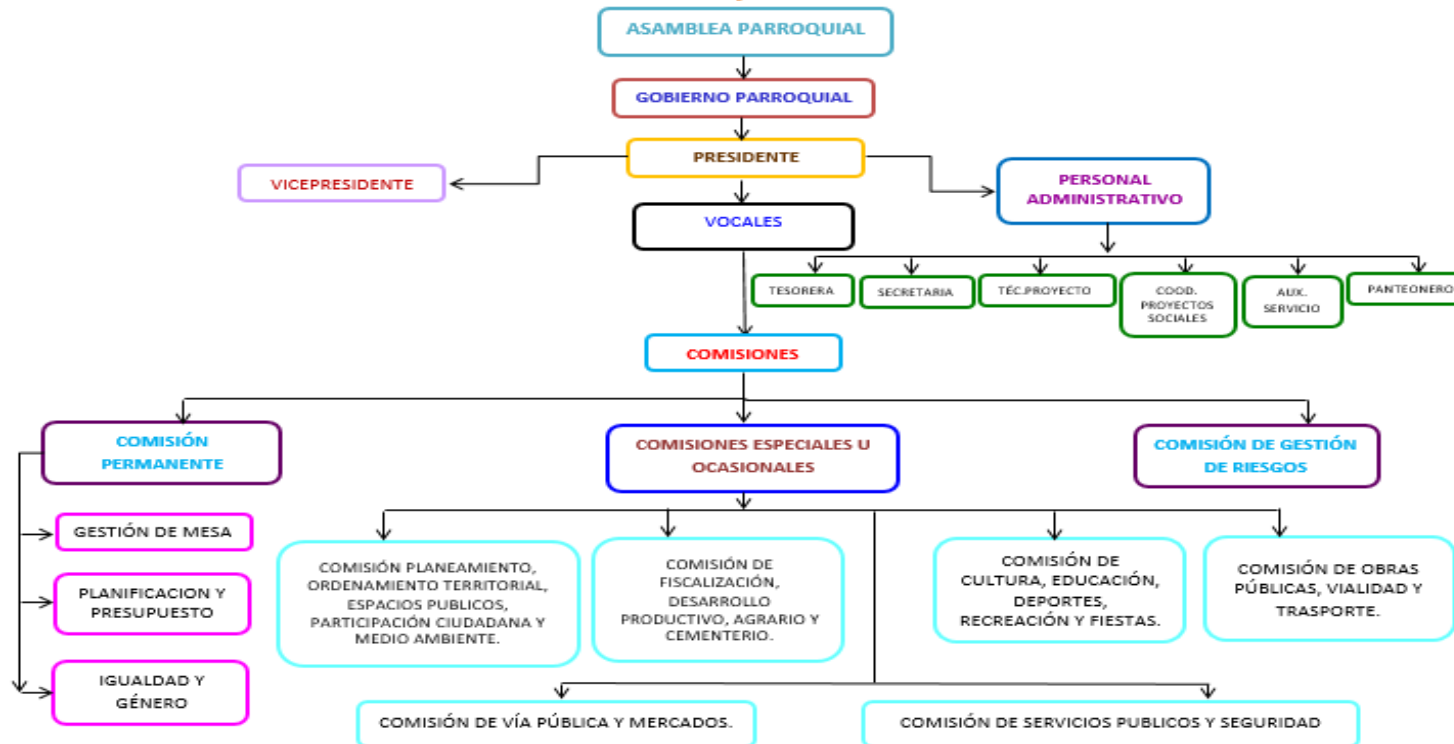 ASAMBLEA PARROQUIAL
GOBIERNO PARROQUIAL
PRESIDENTE
VICEPRESIDENTE
PERSONAL
ADMINISTRATIVO
VOCALES
TESORERA
SECRETARIA
TÉC.PROYECTO
COOD.
PROYECTOS
SOCIALES
AUX.
SERVICIO
PANTEONERO
COMISIONES
COMISIÓN
PERMANENTE
COMISIONES ESPECIALES U
OCASIONALES
COMISIÓN DE GESTIÓN
DE RIESGOS
GESTIÓN DE MESA
PLANIFICACION Y
PRESUPUESTO
IGUALDAD Y
GÉNERO
COMISIÓN PLANEAMIENTO,
ORDENAMIENTO TERRITORIAL,
ESPACIOS PUBLICOS,
PARTICIPACIÓN CIUDADANA Y
MEDIO AMBIENTE.
COMISIÓN DE
FISCALIZACIÓN,
DESARROLLO
PRODUCTIVO, AGRARIO Y
CEMENTERIO.
COMISIÓN DE
CULTURA, EDUCACIÓN,
DEPORTES,
RECREACIÓN Y FIESTAS.
COMISIÓN DE OBRAS
PÚBLICAS, VIALIDAD Y
TRASPORTE.
COMISIÓN DE VÍA PÚBLICA Y MERCADOS.
COMISIÓN DE SERVICIOS PUBLICOS Y SEGURIDAD